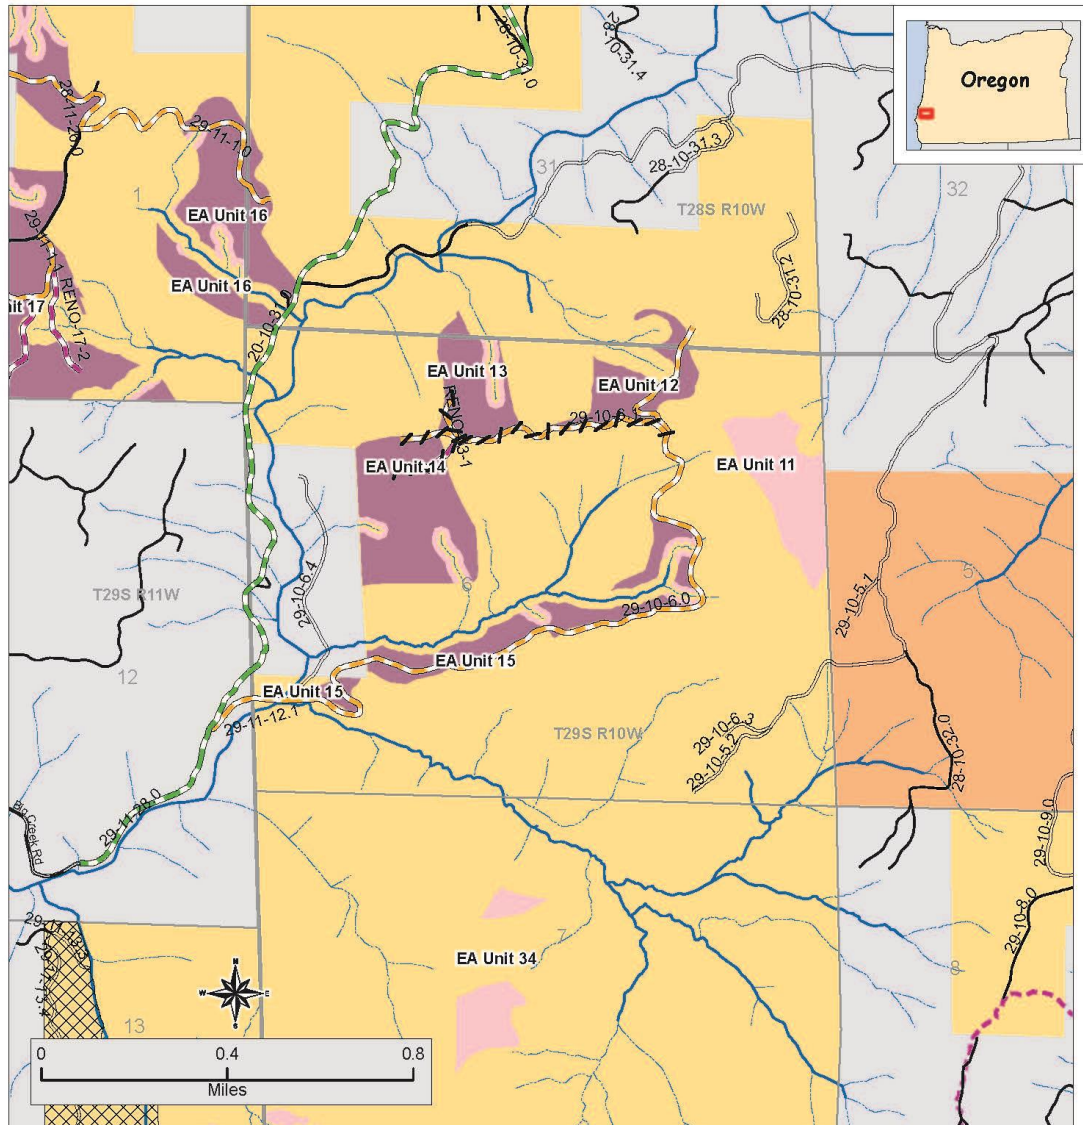 Oregon
28-10-31.0
28-10-31.4
28-11-26.0
29-11-1.0
31
28-10-31.3
32
1
EA Unit 16
T28S R10W
29-11-1.1
RENO-17-2
EA Unit 16
28-10-31.2
it 17
EA Unit 13
EA Unit 12
29-10-6.1
EA Unit 14
EA Unit 11
29-10-6.4
6
5
T29S R11W
29-10-6.0
29-10-5.1
EA Unit 15
12
EA Unit 15
29-11-12.1
T29S R10W
29-10-6.3
29-10-5.2
28-10-32.0
29-11-28.0
Big Creek Rd
29-10-9.0
29-10-8.0
7
EA Unit 34
8
N
W
E
S
13
0
0.4
0.8
Miles